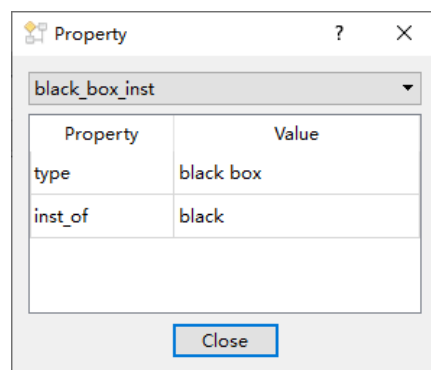 Property ?
black_box_inst
Property Value
type black box
inst_of black
Close